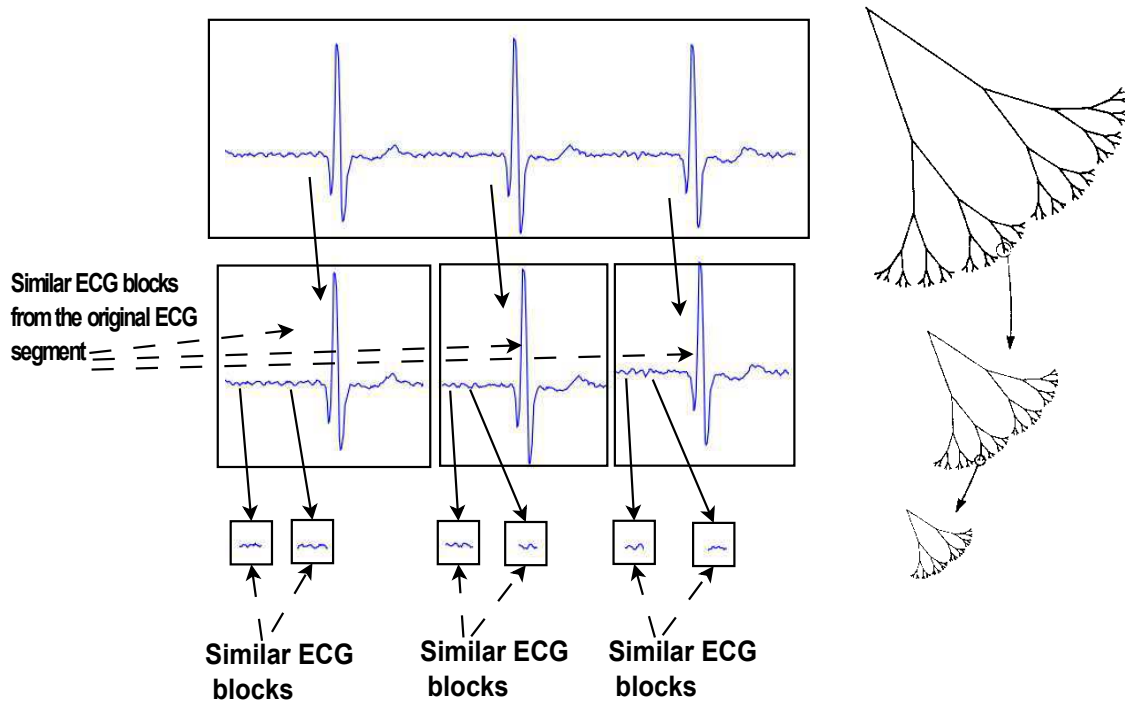 Similar ECG blocks
from the original ECG
segment
Similar ECG
blocks
Similar ECG
blocks
Similar ECG
blocks